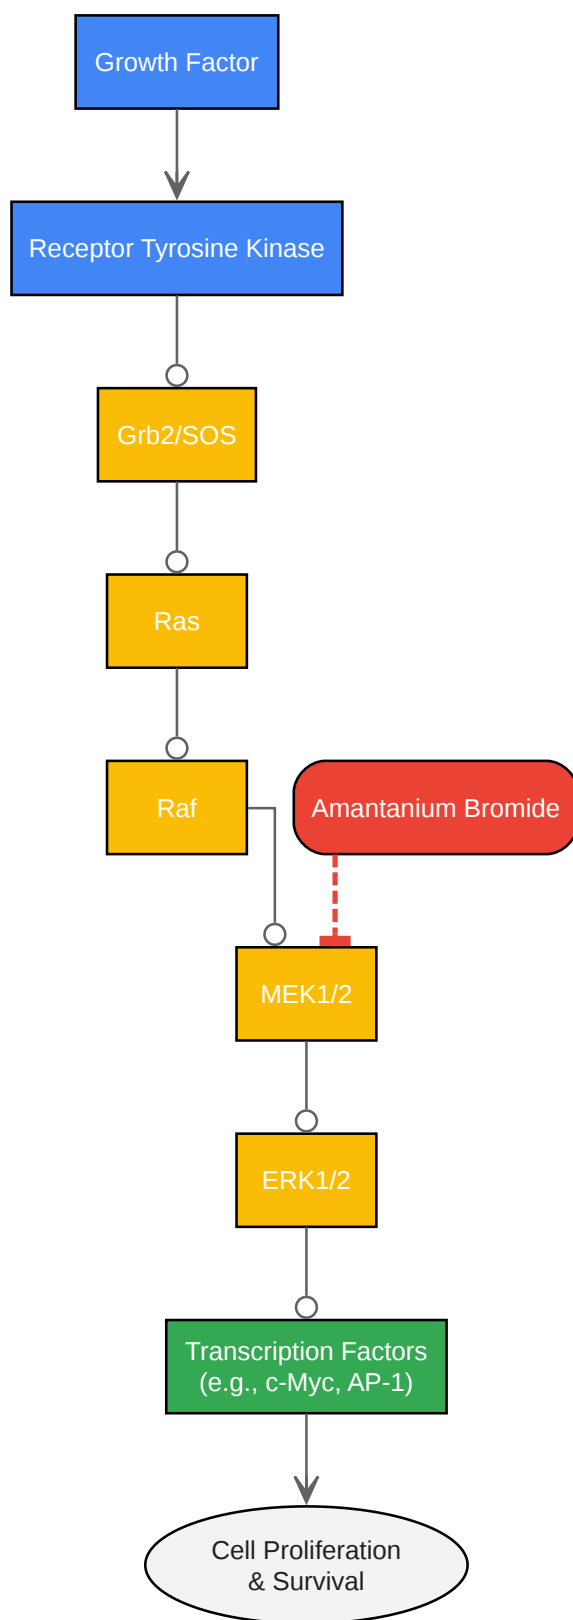 Growth Factor
Receptor Tyrosine Kinase
Grb2/SOS
Ras
Raf
Amantanium Bromide
MEK1/2
ERK1/2
Transcription Factors
(e.g., c-Myc, AP-1)
Cell Proliferation
& Survival